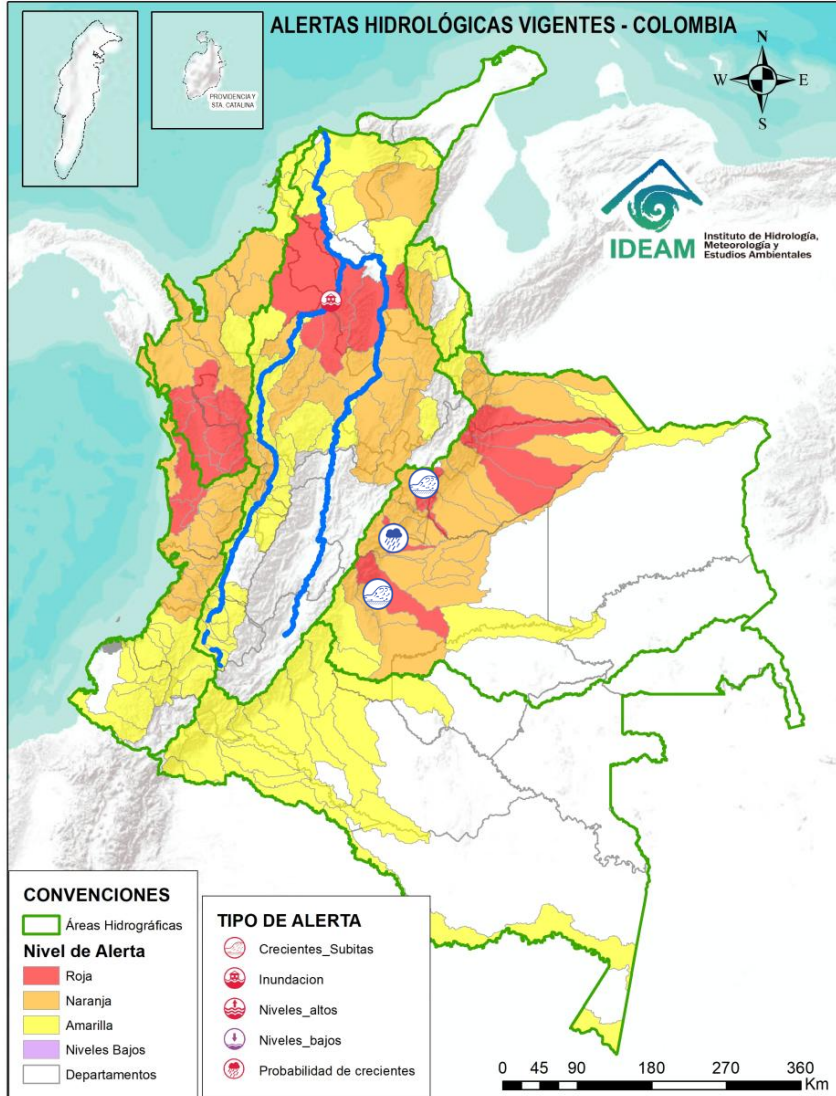 ALERTAS HIDROLÓGICAS VIGENTES - COLOMBIA
PROVIDENCIA Y
STA. CATALINA
N
W
E
S
IDEAM
Instituto de Hidrología,
Meteorología y
Estudios Ambientales
CONVENCIONES
Áreas Hidrográficas
Nivel de Alerta
Roja
Naranja
Amarilla
Niveles Bajos
Departamentos
TIPO DE ALERTA
Crecientes_Subitas
Inundacion
Niveles_altos
Niveles_bajos
Probabilidad de crecientes
0 45 90 180 270 360
Km